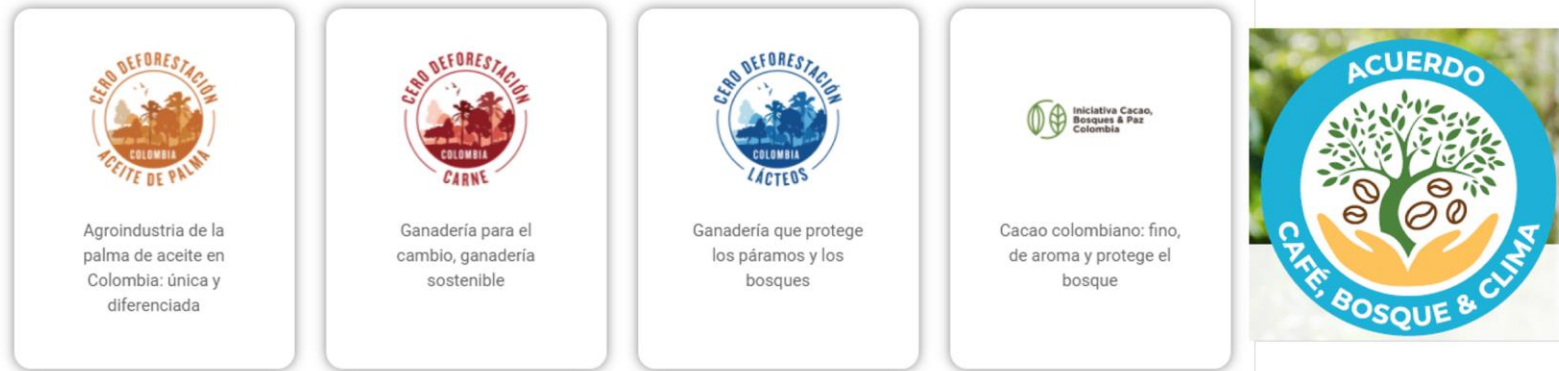 CERO DEFORESTACIÓN
COLOMBIA
ACEITE DE PALMA
Agroindustria de la
palma de aceite en
Colombia: única y
diferenciada
CERO DEFORESTACIÓN
COLOMBIA
CARNE
Ganadería para el
cambio, ganadería
sostenible
CERO DEFORESTACIÓN
COLOMBIA
LÁCTEOS
Ganadería que protege
los páramos y los
bosques
Iniciativa Cacao,
Bosques & Paz
Colombia
Cacao colombiano: fino,
de aroma y protege el
bosque
ACUERDO
CAFÉ, BOSQUE & CLIMA